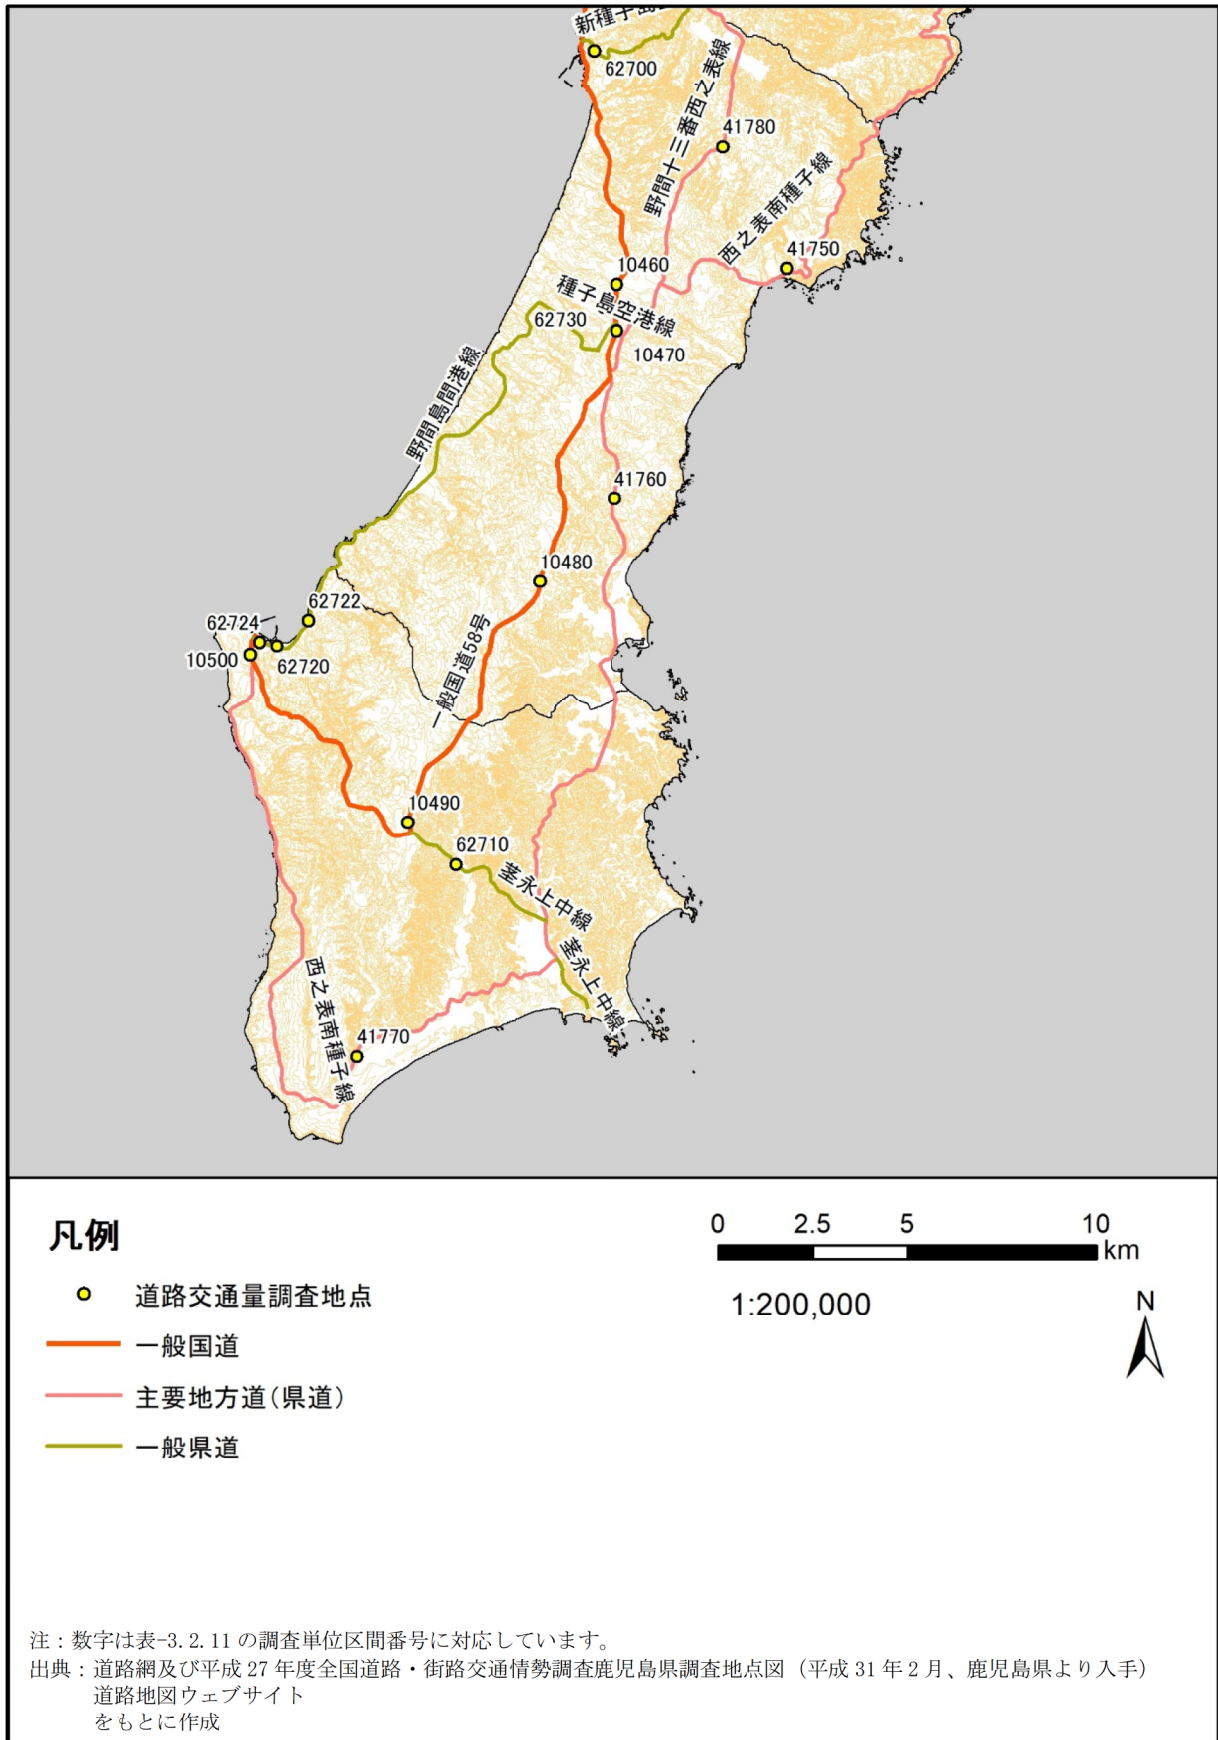 新種子島
62700
野間十三番西之表線
41780
西之表南種子線
41750
10460
種子島空港線
62730
10470
野間島間港線
41760
10480
62722
62724
10500
62720
一般国道58号
10490
62710
茎永上中線
茎永上中線
西之表南種子線
41770
凡例
道路交通量調査地点
一般国道
主要地方道(県道)
一般県道
0 2.5 5 10
km
1:200,000
N
注：数字は表-3.2.11 の調査単位区間番号に対応しています。
出典：道路網及び平成 27 年度全国道路・街路交通情勢調査鹿児島県調査地点図（平成 31 年 2 月、鹿児島県より入手）
道路地図ウェブサイト
をもとに作成